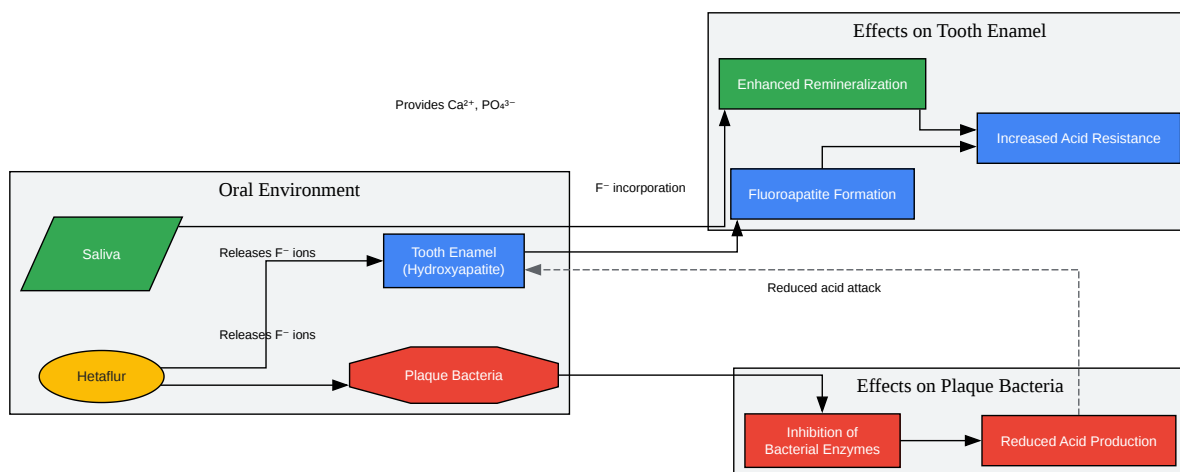 Effects on Tooth Enamel
Enhanced Remineralization
Provides Ca²⁺, PO₄³⁻
Increased Acid Resistance
Oral Environment
F⁻ incorporation
Fluoroapatite Formation
Saliva
Releases F⁻ ions
Tooth Enamel
(Hydroxyapatite)
Reduced acid attack
Releases F⁻ ions
Hetaflur
Plaque Bacteria
Effects on Plaque Bacteria
Inhibition of
Bacterial Enzymes
Reduced Acid Production